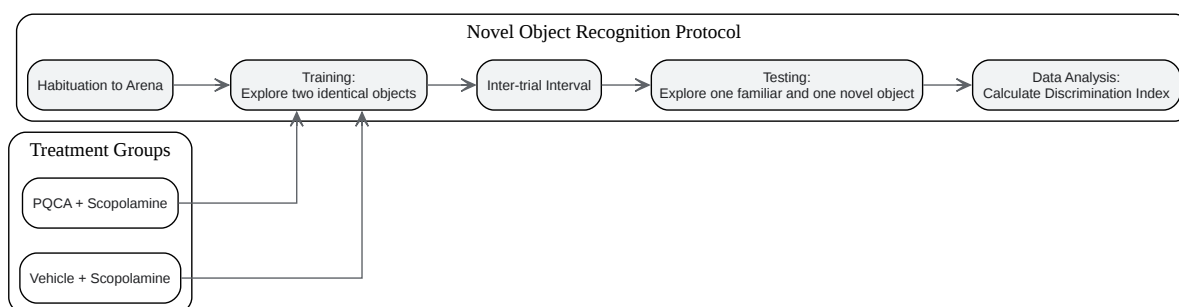 Novel Object Recognition Protocol
Habituation to Arena
Training:
Explore two identical objects
Inter-trial Interval
Testing:
Explore one familiar and one novel object
Data Analysis:
Calculate Discrimination Index
Treatment Groups
PQCA + Scopolamine
Vehicle + Scopolamine